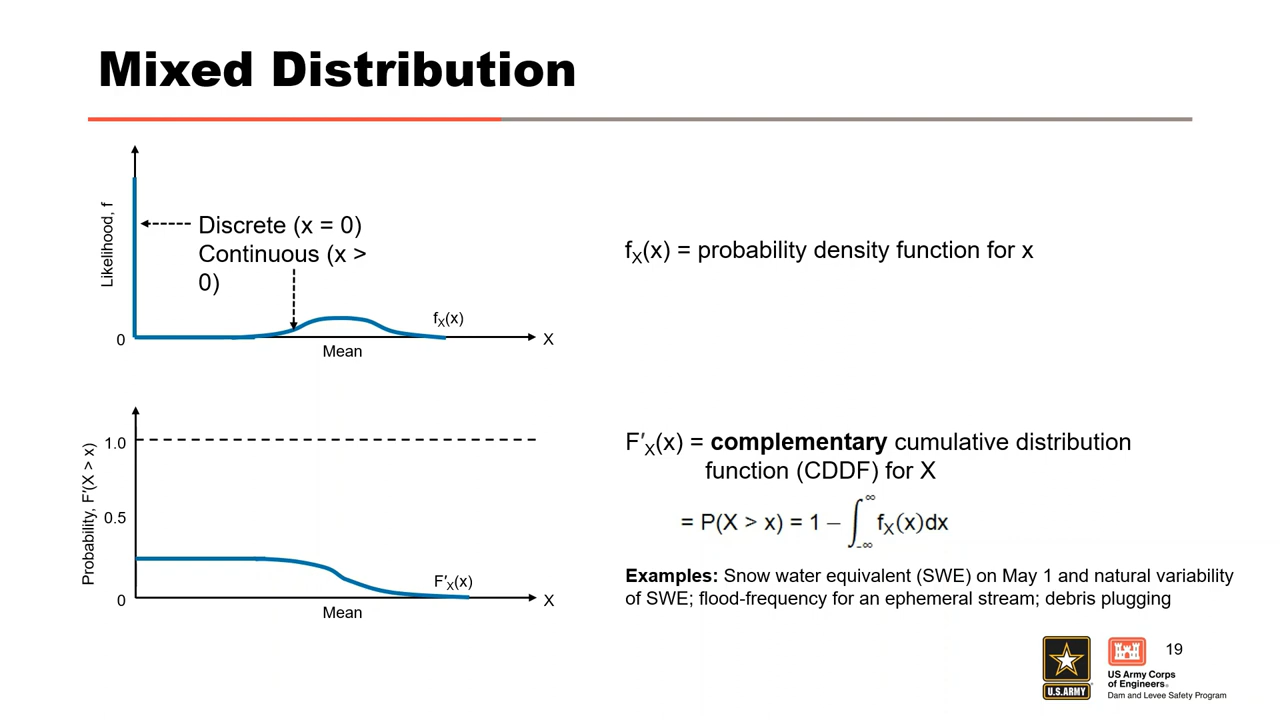 Mixed Distribution
Likelihood, f
Discrete (x = 0)
Continuous (x >
0)
fX(x)
0
X
Mean
fX(x) = probability density function for x
Probability, F′(X > x)
1.0
0.5
0
F′X(x)
X
Mean
F′X(x) = complementary cumulative distribution
function (CDDF) for X
= P(X > x) = 1 – ∫-∞^∞ fX(x)dx
Examples: Snow water equivalent (SWE) on May 1 and natural variability
of SWE; flood-frequency for an ephemeral stream; debris plugging
U.S.ARMY
US Army Corps
of Engineers®
Dam and Levee Safety Program
19